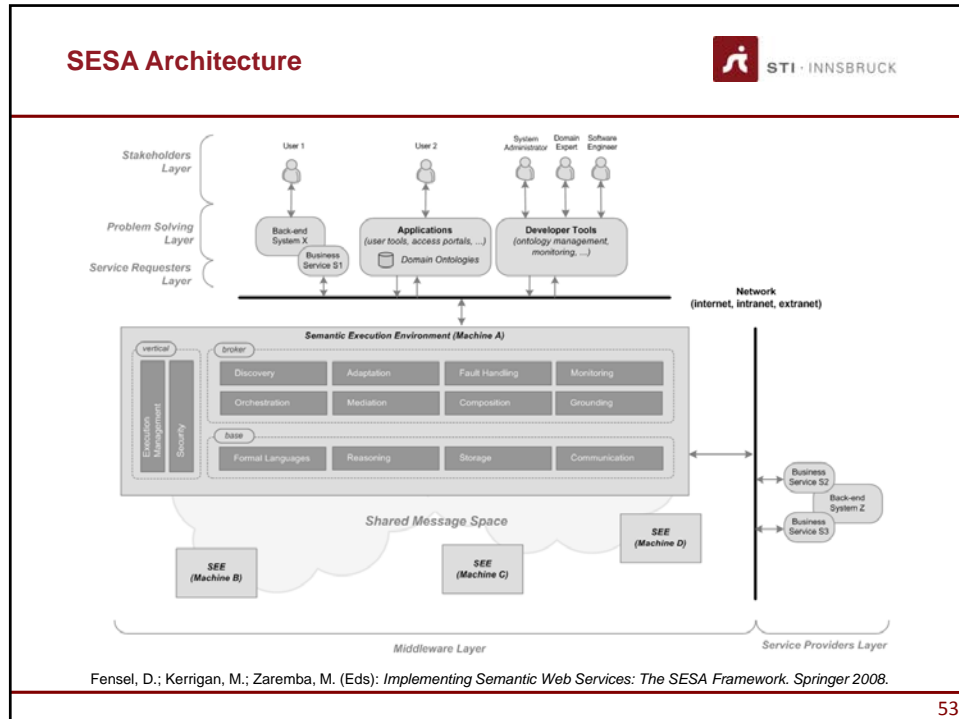 SESA Architecture
STI · INNSBRUCK
Stakeholders
Layer
User 1
User 2
System
Administrator
Domain
Expert
Software
Engineer
Problem Solving
Layer
Service Requesters
Layer
Back-end
System X
Business
Service S1
Applications
(user tools, access portals, ...)
Domain Ontologies
Developer Tools
(ontology management,
monitoring, ...)
Network
(internet, intranet, extranet)
Semantic Execution Environment (Machine A)
vertical
Execution
Management
Security
broker
Discovery
Adaptation
Fault Handling
Monitoring
Orchestration
Mediation
Composition
Grounding
base
Formal Languages
Reasoning
Storage
Communication
Business
Service S2
Back-end
System Z
Business
Service S3
Shared Message Space
SEE
(Machine B)
SEE
(Machine C)
SEE
(Machine D)
Middleware Layer
Service Providers Layer
Fensel, D.; Kerrigan, M.; Zaremba, M. (Eds): Implementing Semantic Web Services: The SESA Framework. Springer 2008.
53